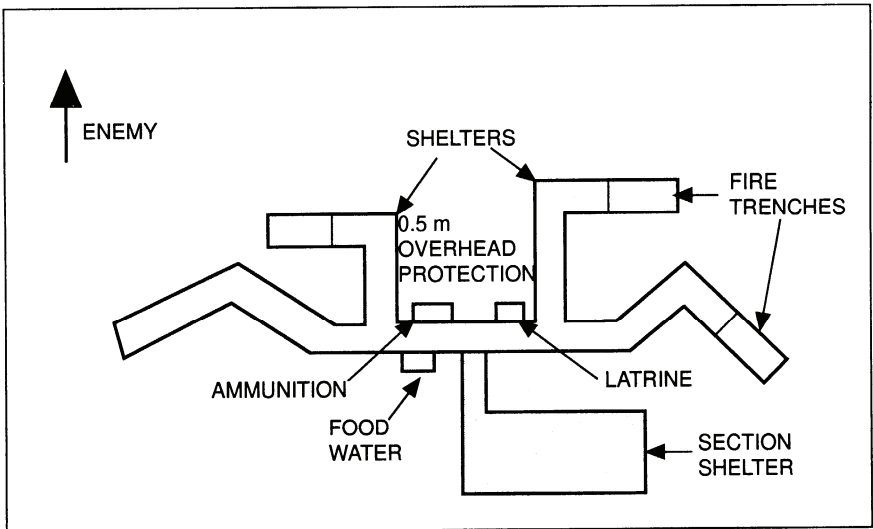 ENEMY
SHELTERS
0.5 m
OVERHEAD
PROTECTION
FIRE
TRENCHES
AMMUNITION
LATRINE
FOOD
WATER
SECTION
SHELTER